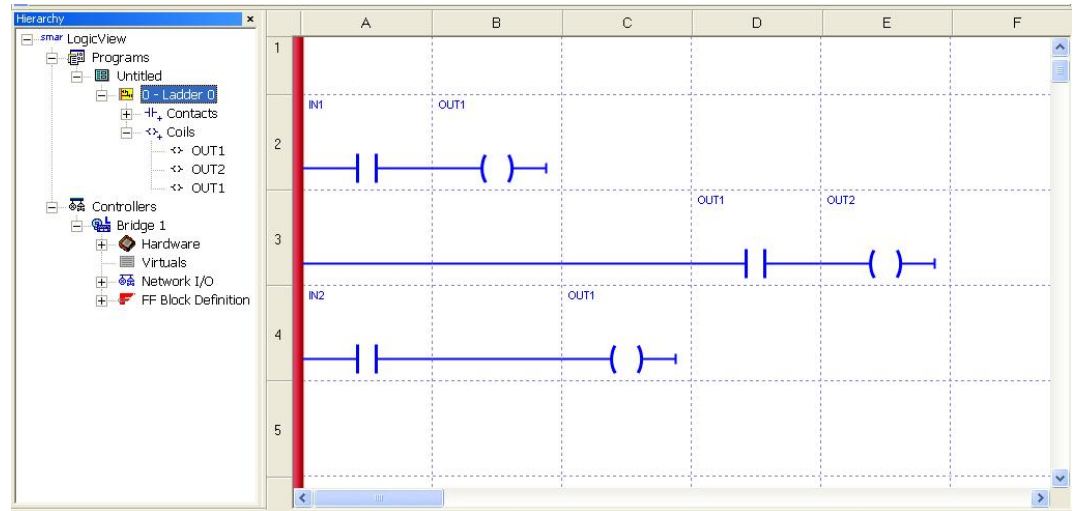 Hierarchy
smar LogicView
Programs
Untitled
0 - Ladder 0
Contacts
Coils
OUT1
OUT2
OUT1
Controllers
Bridge 1
Hardware
Virtuals
Network I/O
FF Block Definition
A B C D E F
1
IN1 OUT1
2
OUT1 OUT2
3
IN2 OUT1
4
5